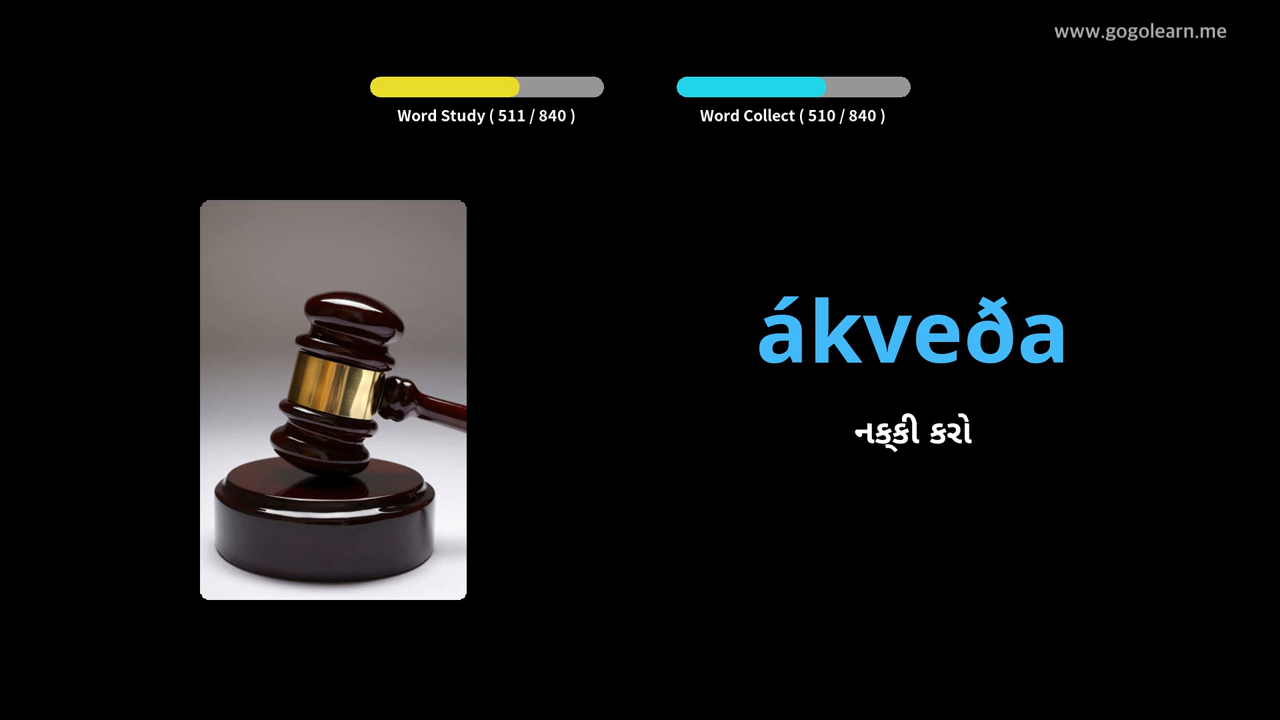 www.gogolearn.me
Word Study ( 511 / 840 )
Word Collect ( 510 / 840 )
ákveða
નક્કી કરો